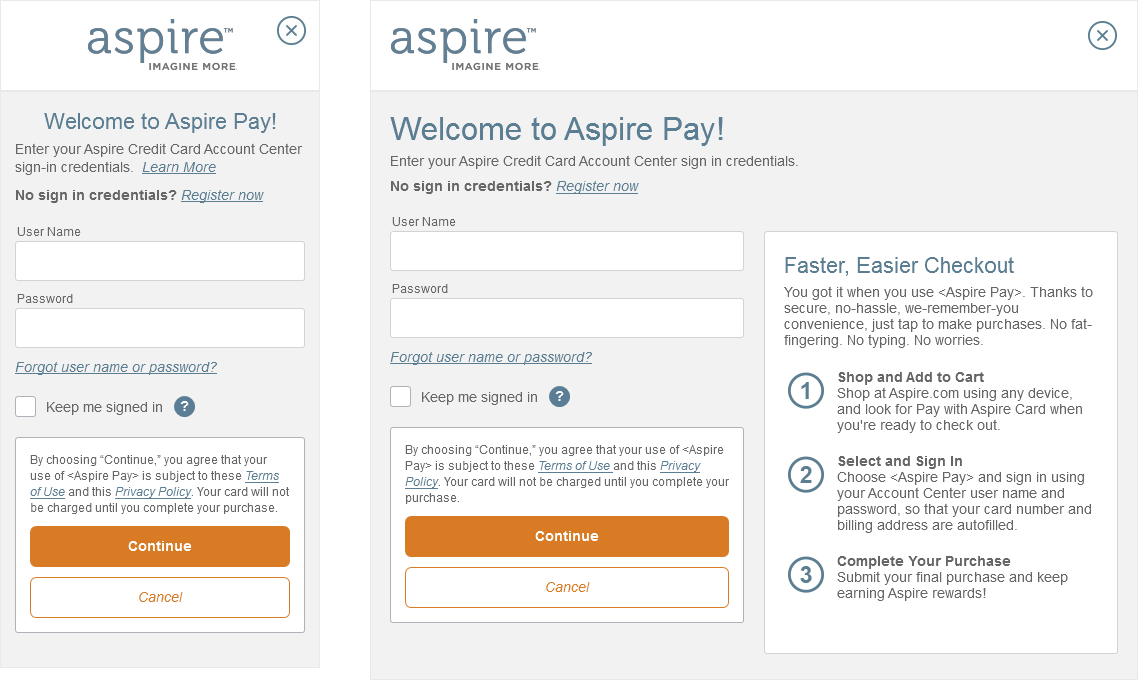 aspire™
IMAGINE MORE.
Welcome to Aspire Pay!
Enter your Aspire Credit Card Account Center
sign-in credentials. Learn More
No sign in credentials? Register now
User Name
Password
Forgot user name or password?
Keep me signed in ?
By choosing “Continue,” you agree that your
use of <Aspire Pay> is subject to these Terms
of Use and this Privacy Policy. Your card will not
be charged until you complete your purchase.
Continue
Cancel
aspire™
IMAGINE MORE.
Welcome to Aspire Pay!
Enter your Aspire Credit Card Account Center sign in credentials.
No sign in credentials? Register now
User Name
Password
Forgot user name or password?
Keep me signed in ?
By choosing “Continue,” you agree that your use of <Aspire
Pay> is subject to these Terms of Use and this Privacy
Policy. Your card will not be charged until you complete your
purchase.
Continue
Cancel
Faster, Easier Checkout
You got it when you use <Aspire Pay>. Thanks to
secure, no-hassle, we-remember-you
convenience, just tap to make purchases. No fat-
fingering. No typing. No worries.
1
Shop and Add to Cart
Shop at Aspire.com using any device,
and look for Pay with Aspire Card when
you're ready to check out.
2
Select and Sign In
Choose <Aspire Pay> and sign in using
your Account Center user name and
password, so that your card number and
billing address are autofilled.
3
Complete Your Purchase
Submit your final purchase and keep
earning Aspire rewards!